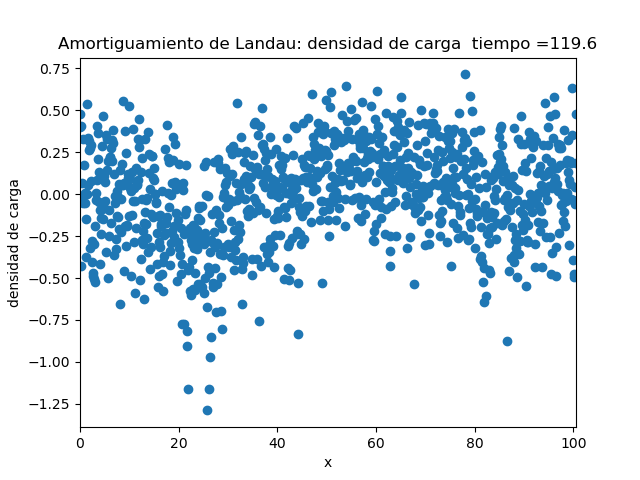 Amortiguamiento de Landau: densidad de carga  tiempo =119.6
0.75
0.50
0.25
0.00
−0.25
−0.50
−0.75
−1.00
−1.25
densidad de carga
0 20 40 60 80 100
x